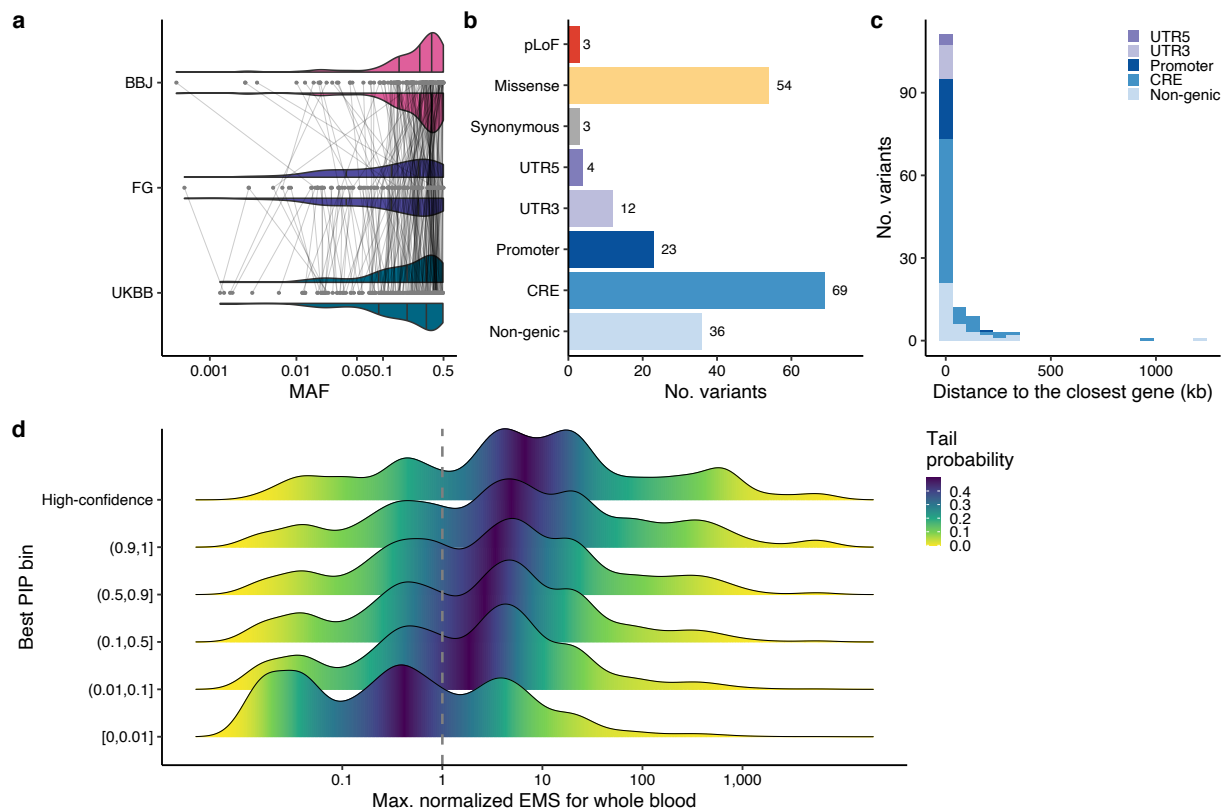 a
BBJ
FG
UKBB
0.001
0.01
0.05
0.1
0.5
MAF
b
pLoF
3
Missense
54
Synonymous
3
UTR5
4
UTR3
12
Promoter
23
CRE
69
Non-genic
36
0
20
40
60
No. variants
c
UTR5
UTR3
Promoter
CRE
Non-genic
No. variants
90
60
30
0
0
500
1000
Distance to the closest gene (kb)
d
Best PIP bin
High-confidence
(0.9,1]
(0.5,0.9]
(0.1,0.5]
(0.01,0.1]
[0,0.01]
0.1
1
10
100
1,000
Max. normalized EMS for whole blood
Tail
probability
0.4
0.3
0.2
0.1
0.0